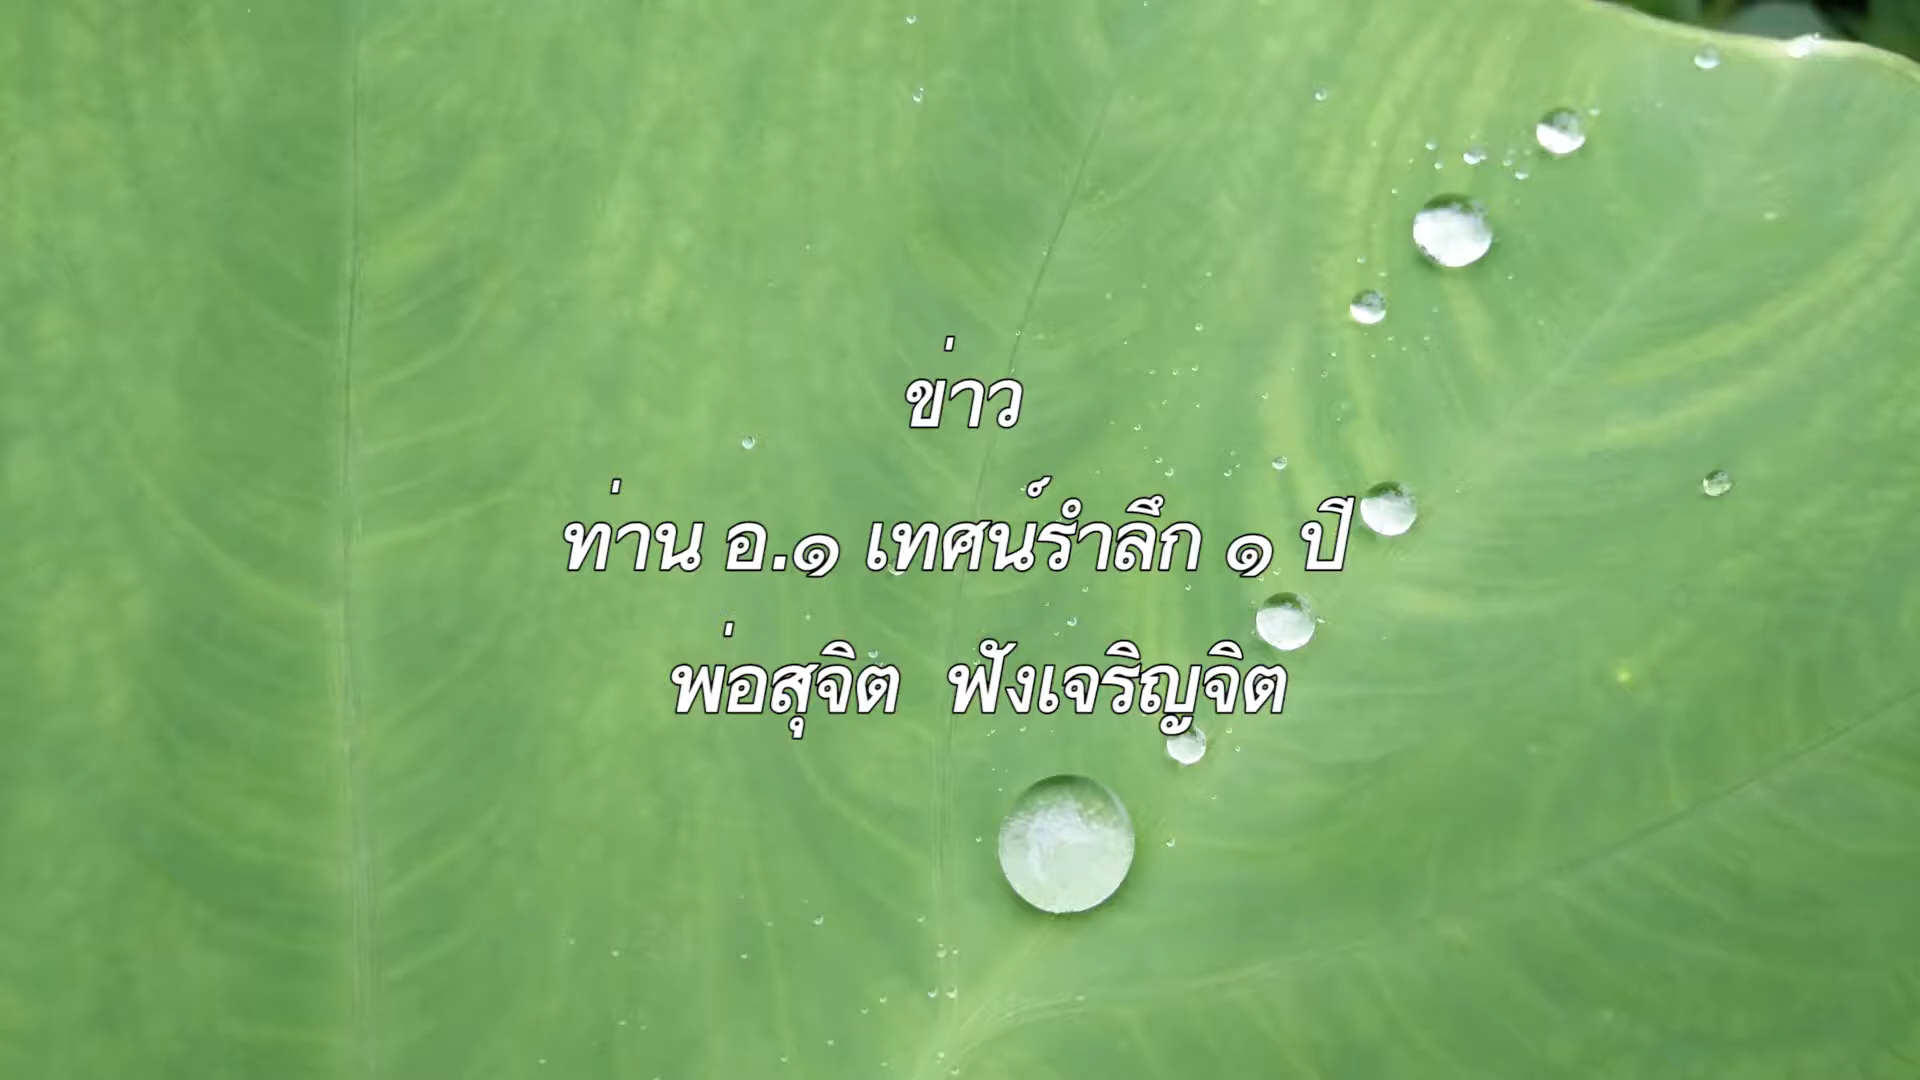 ข่าว
ท่าน อ.๑ เทศน์รำลึก ๑ ปี
พ่อสุจิต ฟังเจริญจิต